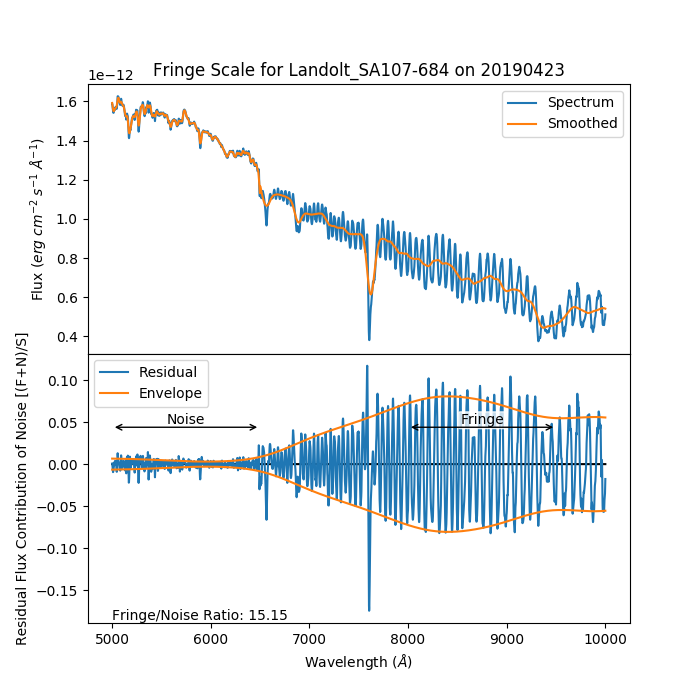 Fringe Scale for Landolt_SA107-684 on 20190423
1e−12
Flux (erg cm⁻² s⁻¹ Å⁻¹)
1.6
1.4
1.2
1.0
0.8
0.6
0.4
Spectrum
Smoothed
Residual Flux Contribution of Noise [(F+N)/S]
0.10
0.05
0.00
−0.05
−0.10
−0.15
Residual
Envelope
Noise
Fringe
Fringe/Noise Ratio: 15.15
5000 6000 7000 8000 9000 10000
Wavelength (Å)